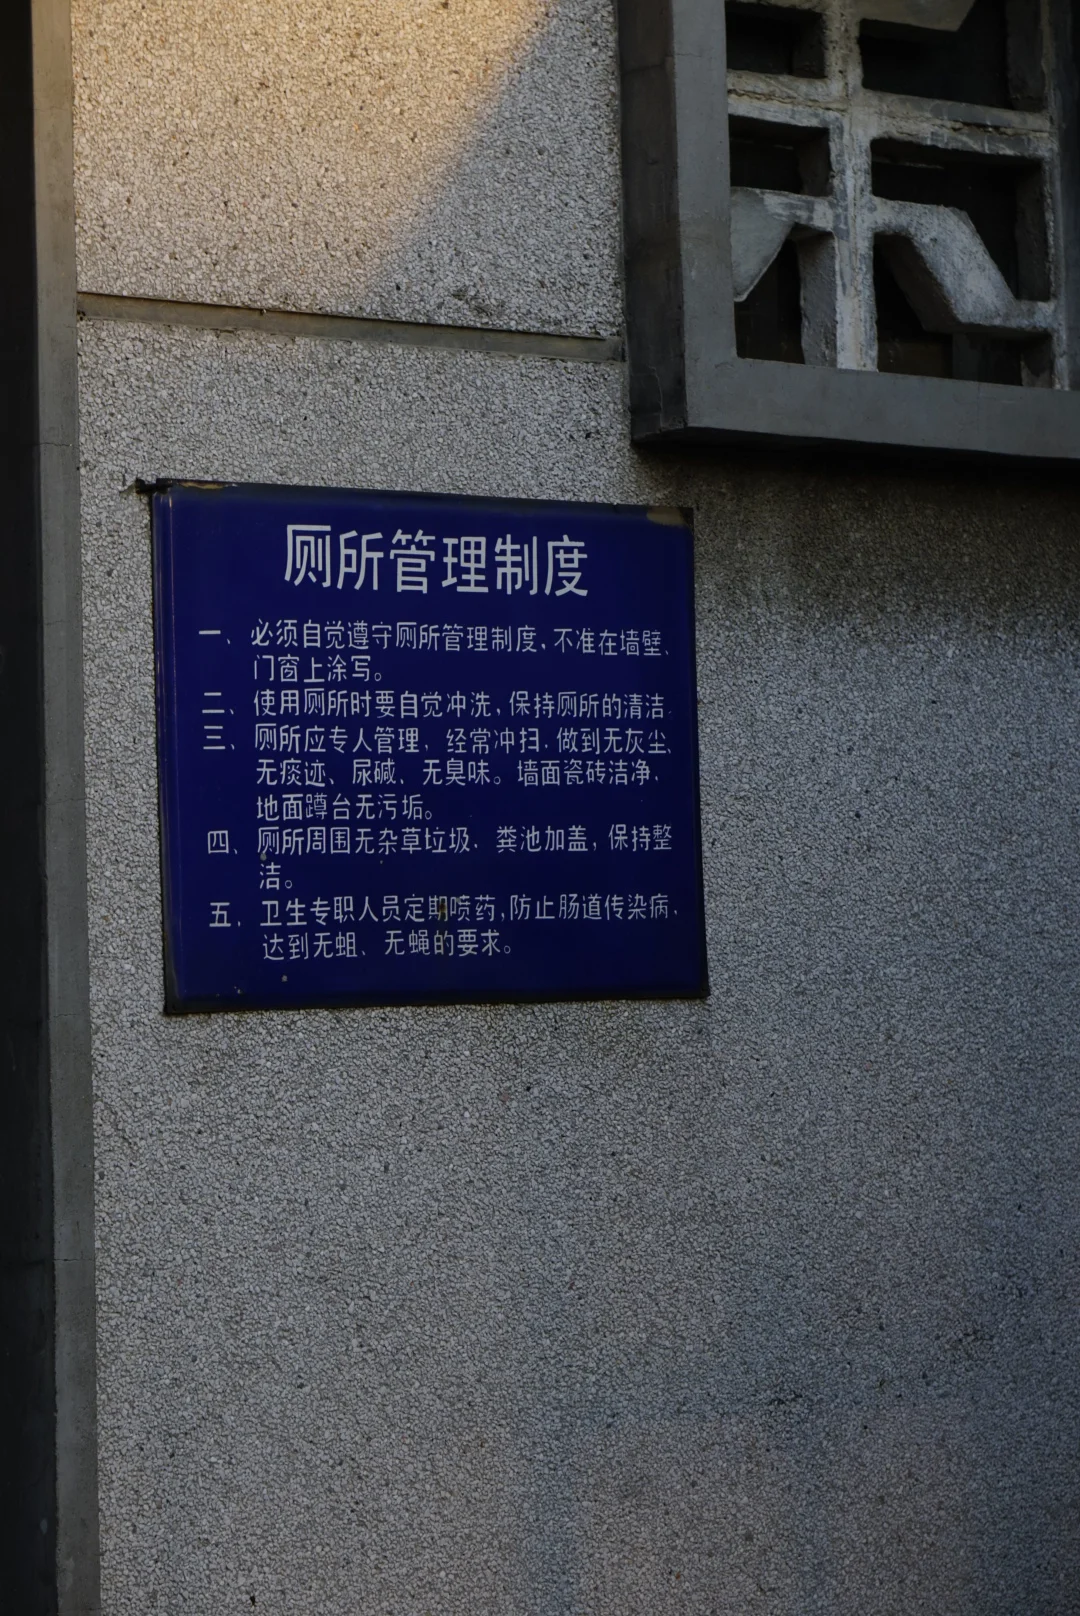 厕所管理制度
一、必须自觉遵守厕所管理制度,不准在墙壁、
门窗上涂写。
二、使用厕所时要自觉冲洗,保持厕所的清洁.
三、厕所应专人管理,经常冲扫,做到无灰尘、
无痰迹、尿碱、无臭味。墙面瓷砖洁净,
地面蹲台无污垢。
四、厕所周围无杂草垃圾,粪池加盖,保持整
洁。
五、卫生专职人员定期喷药,防止肠道传染病,
达到无蛆、无蝇的要求。